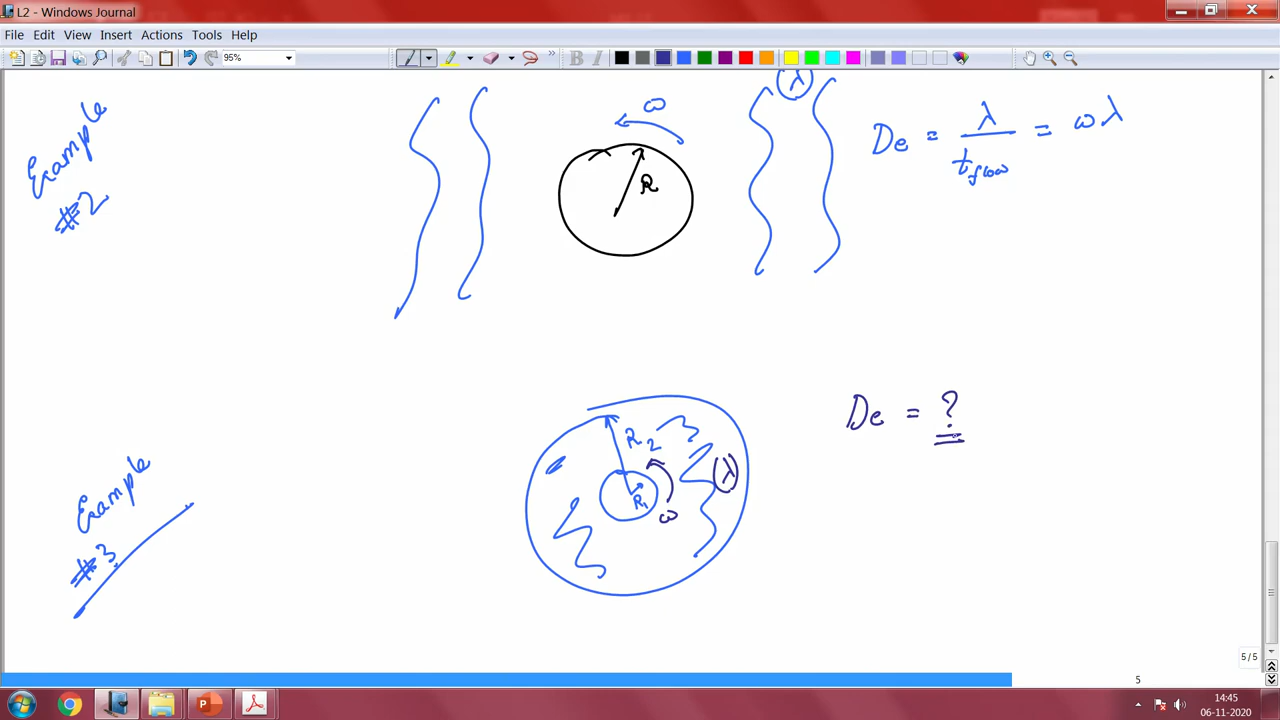 L2 - Windows Journal
File Edit View Insert Actions Tools Help
95%
B I
Example
#2
ω
R
λ
De = λ / t_flow = ωλ
Example
#3
R2
R1
ω
λ
De = ?
5/5
5
14:45
06-11-2020